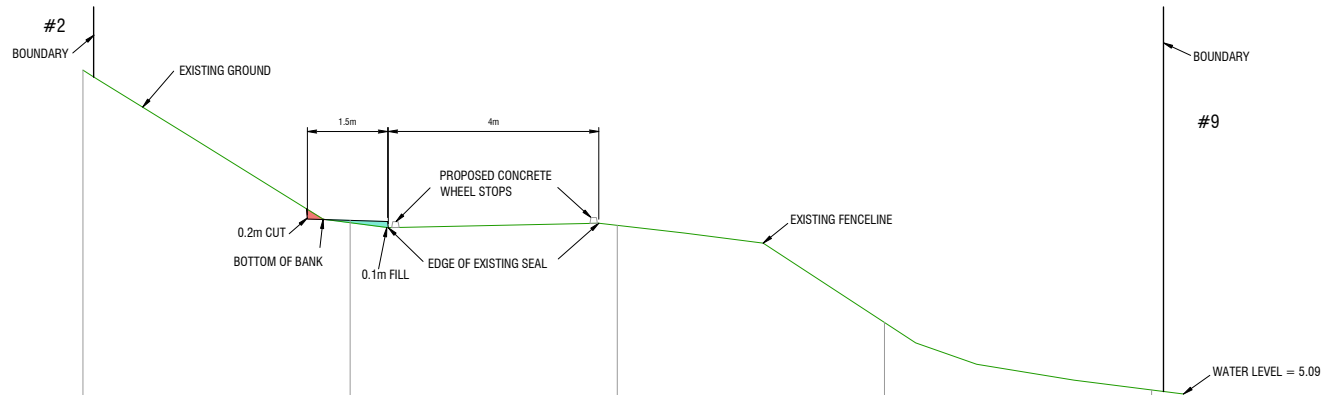 #2
BOUNDARY
EXISTING GROUND
1.5m
4m
PROPOSED CONCRETE
WHEEL STOPS
BOUNDARY
#9
EXISTING FENCELINE
0.2m CUT
BOTTOM OF BANK
0.1m FILL
EDGE OF EXISTING SEAL
WATER LEVEL = 5.09